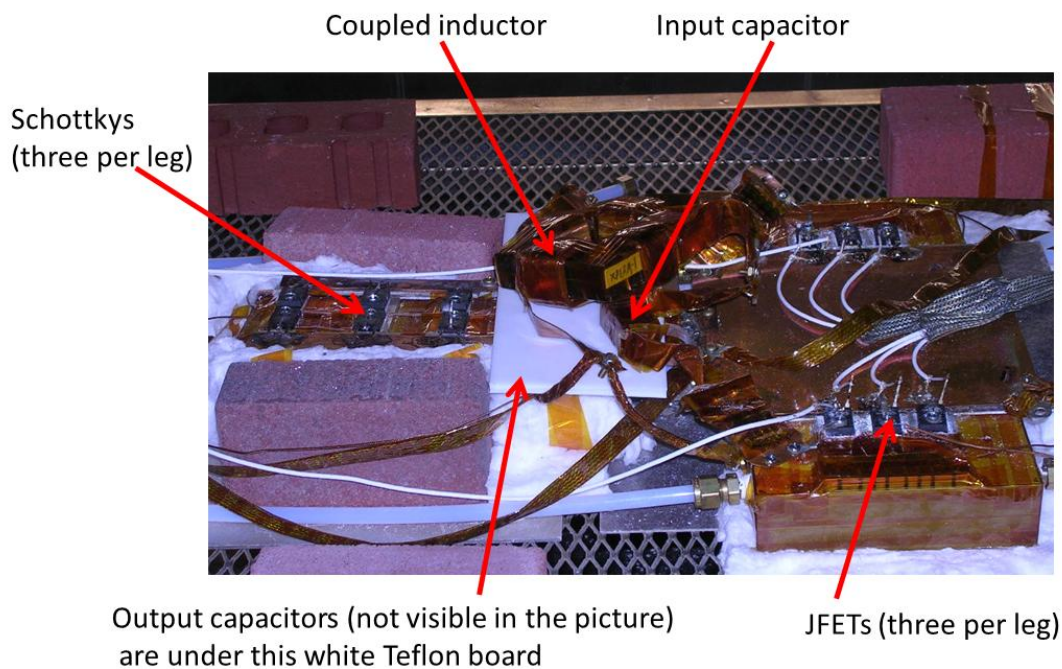 Coupled inductor
Input capacitor
Schottkys
(three per leg)
Output capacitors (not visible in the picture)
are under this white Teflon board
JFETs (three per leg)